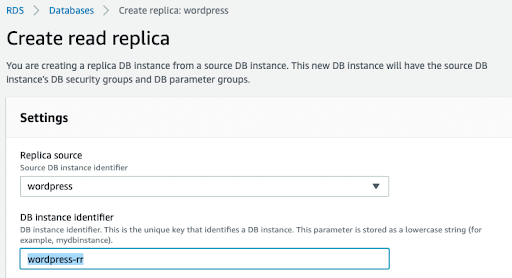 RDS > Databases > Create replica: wordpress
Create read replica
You are creating a replica DB instance from a source DB instance. This new DB instance will have the source DB
instance's DB security groups and DB parameter groups.
Settings
Replica source
Source DB instance identifier
wordpress
DB instance identifier
DB instance identifier. This is the unique key that identifies a DB instance. This parameter is stored as a lowercase string (for
example, mydbinstance).
wordpress-rr